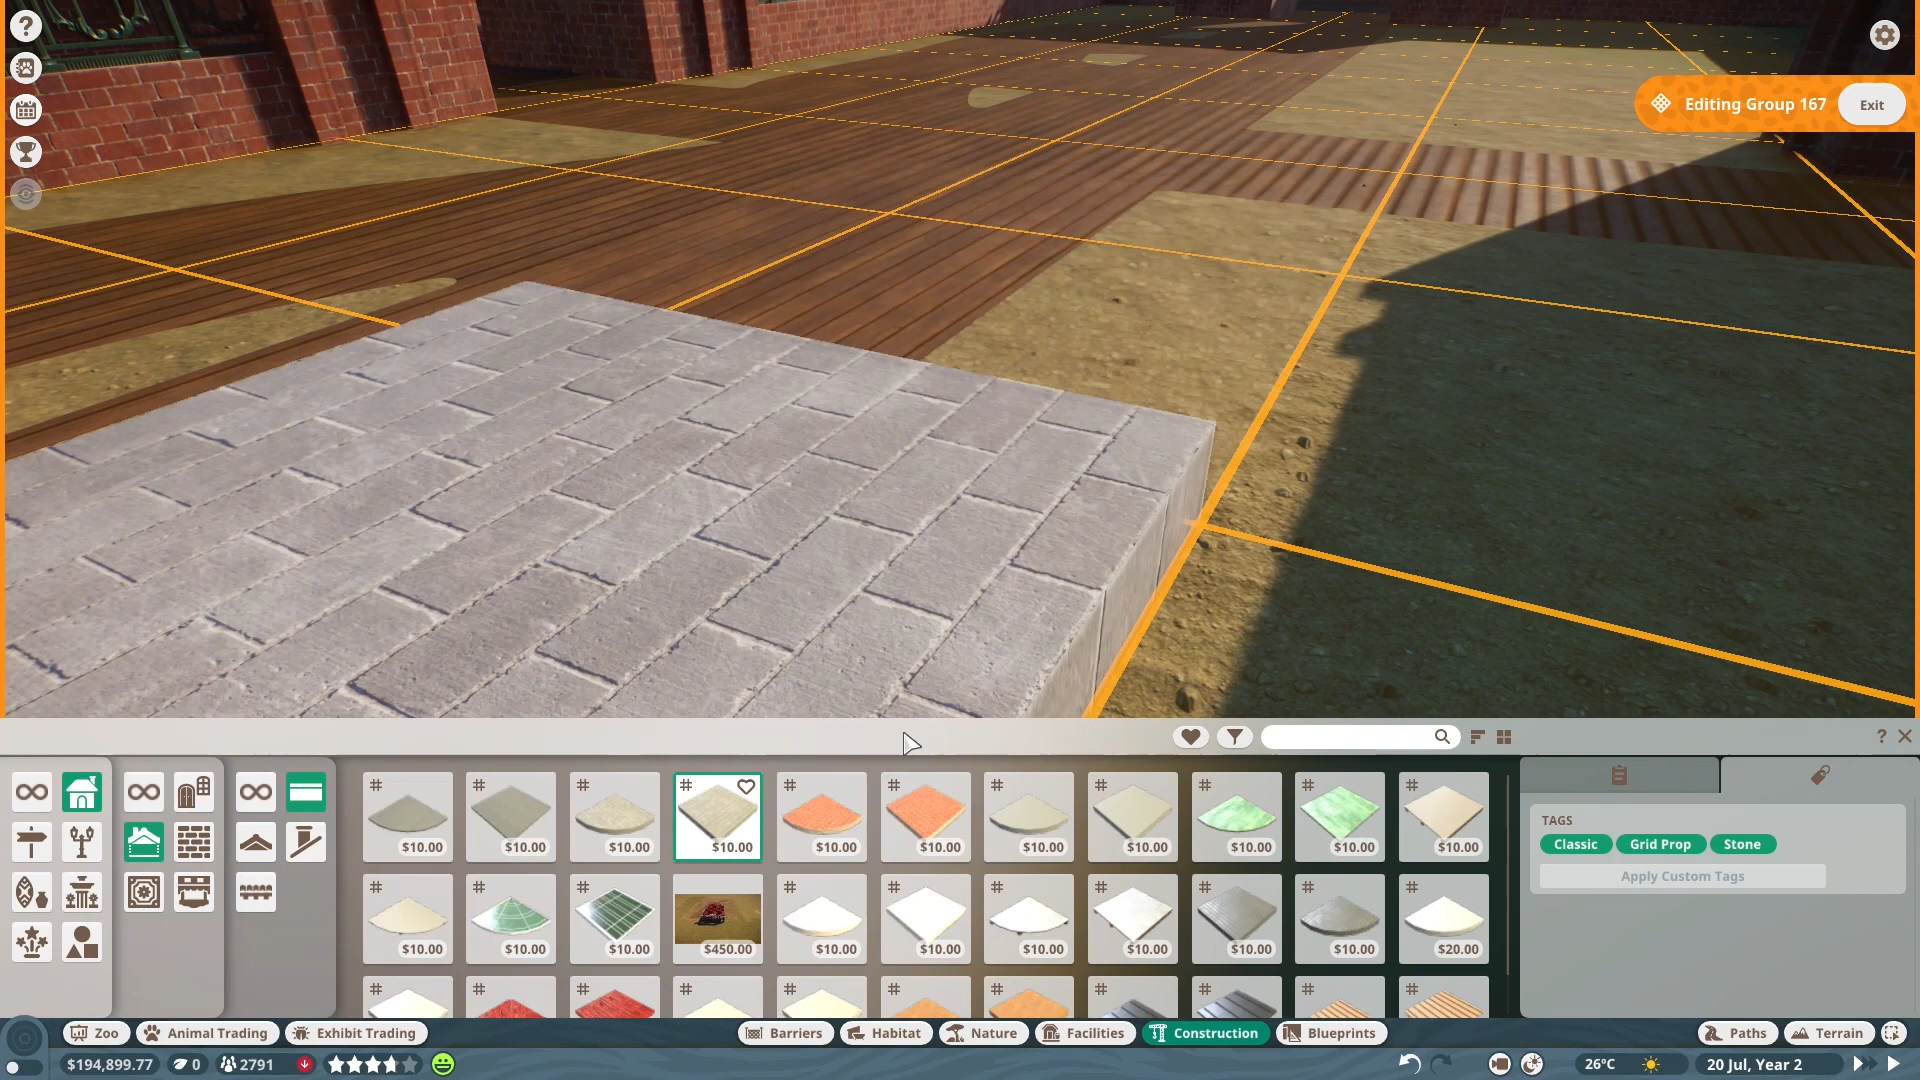 ?
Editing Group 167
Exit
?
$10.00 $10.00 $10.00 $10.00 $10.00 $10.00 $10.00 $10.00 $10.00 $10.00 $10.00
TAGS
Classic Grid Prop Stone
Apply Custom Tags
$10.00 $10.00 $10.00 $450.00 $10.00 $10.00 $10.00 $10.00 $10.00 $10.00 $20.00
Zoo Animal Trading Exhibit Trading Barriers Habitat Nature Facilities Construction Blueprints Paths Terrain
$194,899.77 0 2791 26°C 20 Jul, Year 2